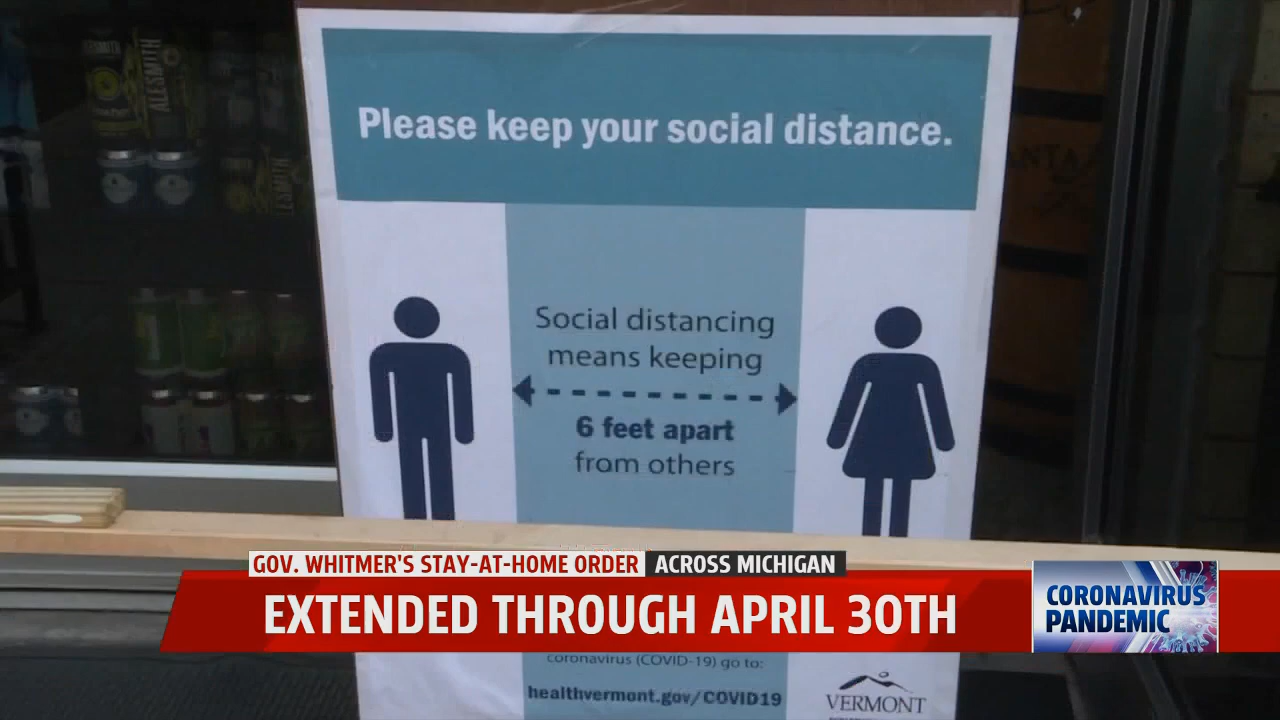 ALESMITH
Please keep your social distance.
Social distancing
means keeping
6 feet apart
from others
GOV. WHITMER'S STAY-AT-HOME ORDER ACROSS MICHIGAN
EXTENDED THROUGH APRIL 30TH
CORONAVIRUS
PANDEMIC
coronavirus (COVID-19) go to:
healthvermont.gov/COVID19
VERMONT